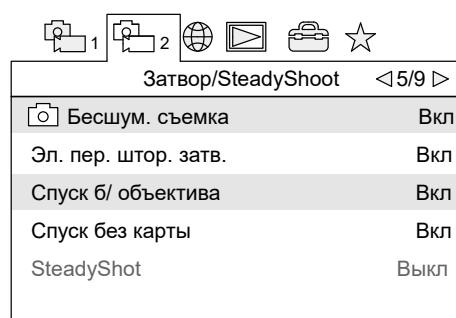 1 2
Затвор/SteadyShoot ◁5/9 ▷
Бесшум. съемка Вкл
Эл. пер. штор. затв. Вкл
Спуск б/ объектива Вкл
Спуск без карты Вкл
SteadyShot Выкл